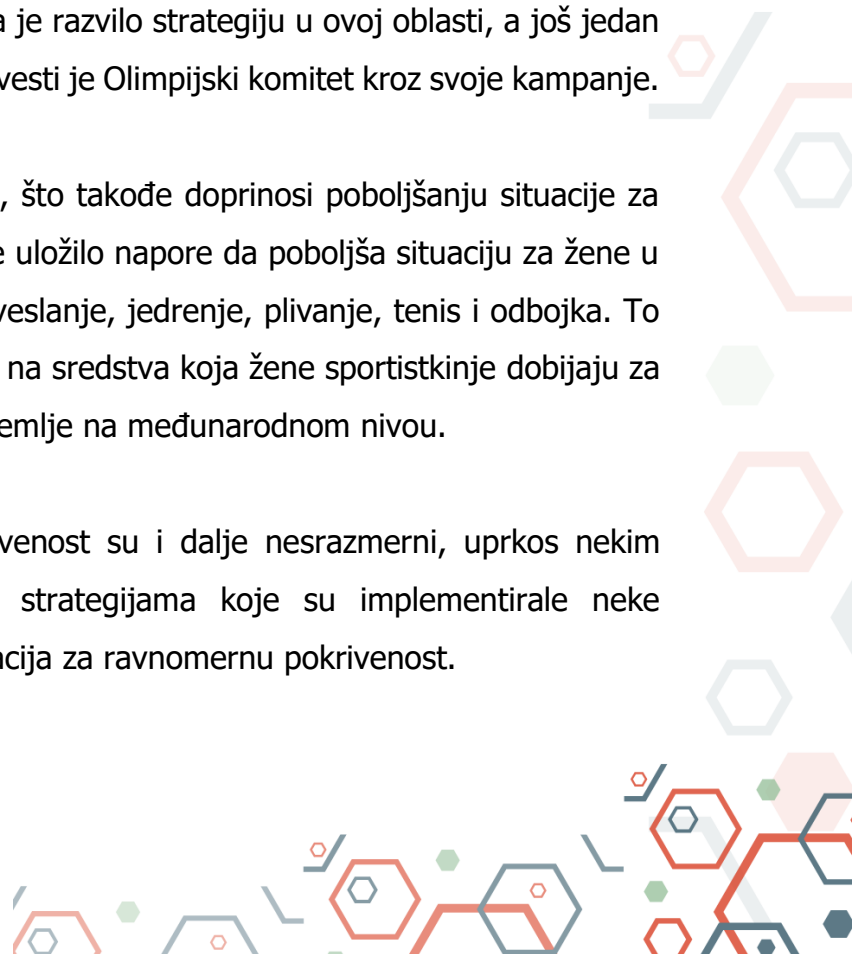 je razvilo strategiju u ovoj oblasti, a još jedan
vesti je Olimpijski komitet kroz svoje kampanje.
, što takođe doprinosi poboljšanju situacije za
uložilo napore da poboljša situaciju za žene u
veslanje, jedrenje, plivanje, tenis i odbojka. To
na sredstva koja žene sportistkinje dobijaju za
emlje na međunarodnom nivou.
venost su i dalje nesrazmerni, uprkos nekim
strategijama koje su implementirale neke
cija za ravnomernu pokrivenost.